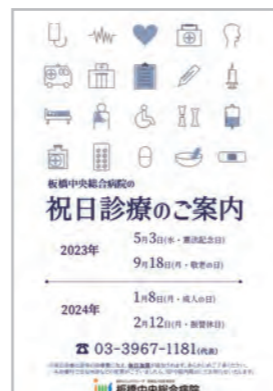 板橋中央総合病院の
祝日診療のご案内
2023年
5月3日(水・憲法記念日)
9月18日(月・敬老の日)
2024年
1月8日(月・成人の日)
2月12日(月・振替休日)
☎ 03-3967-1181(代表)
板橋中央総合病院